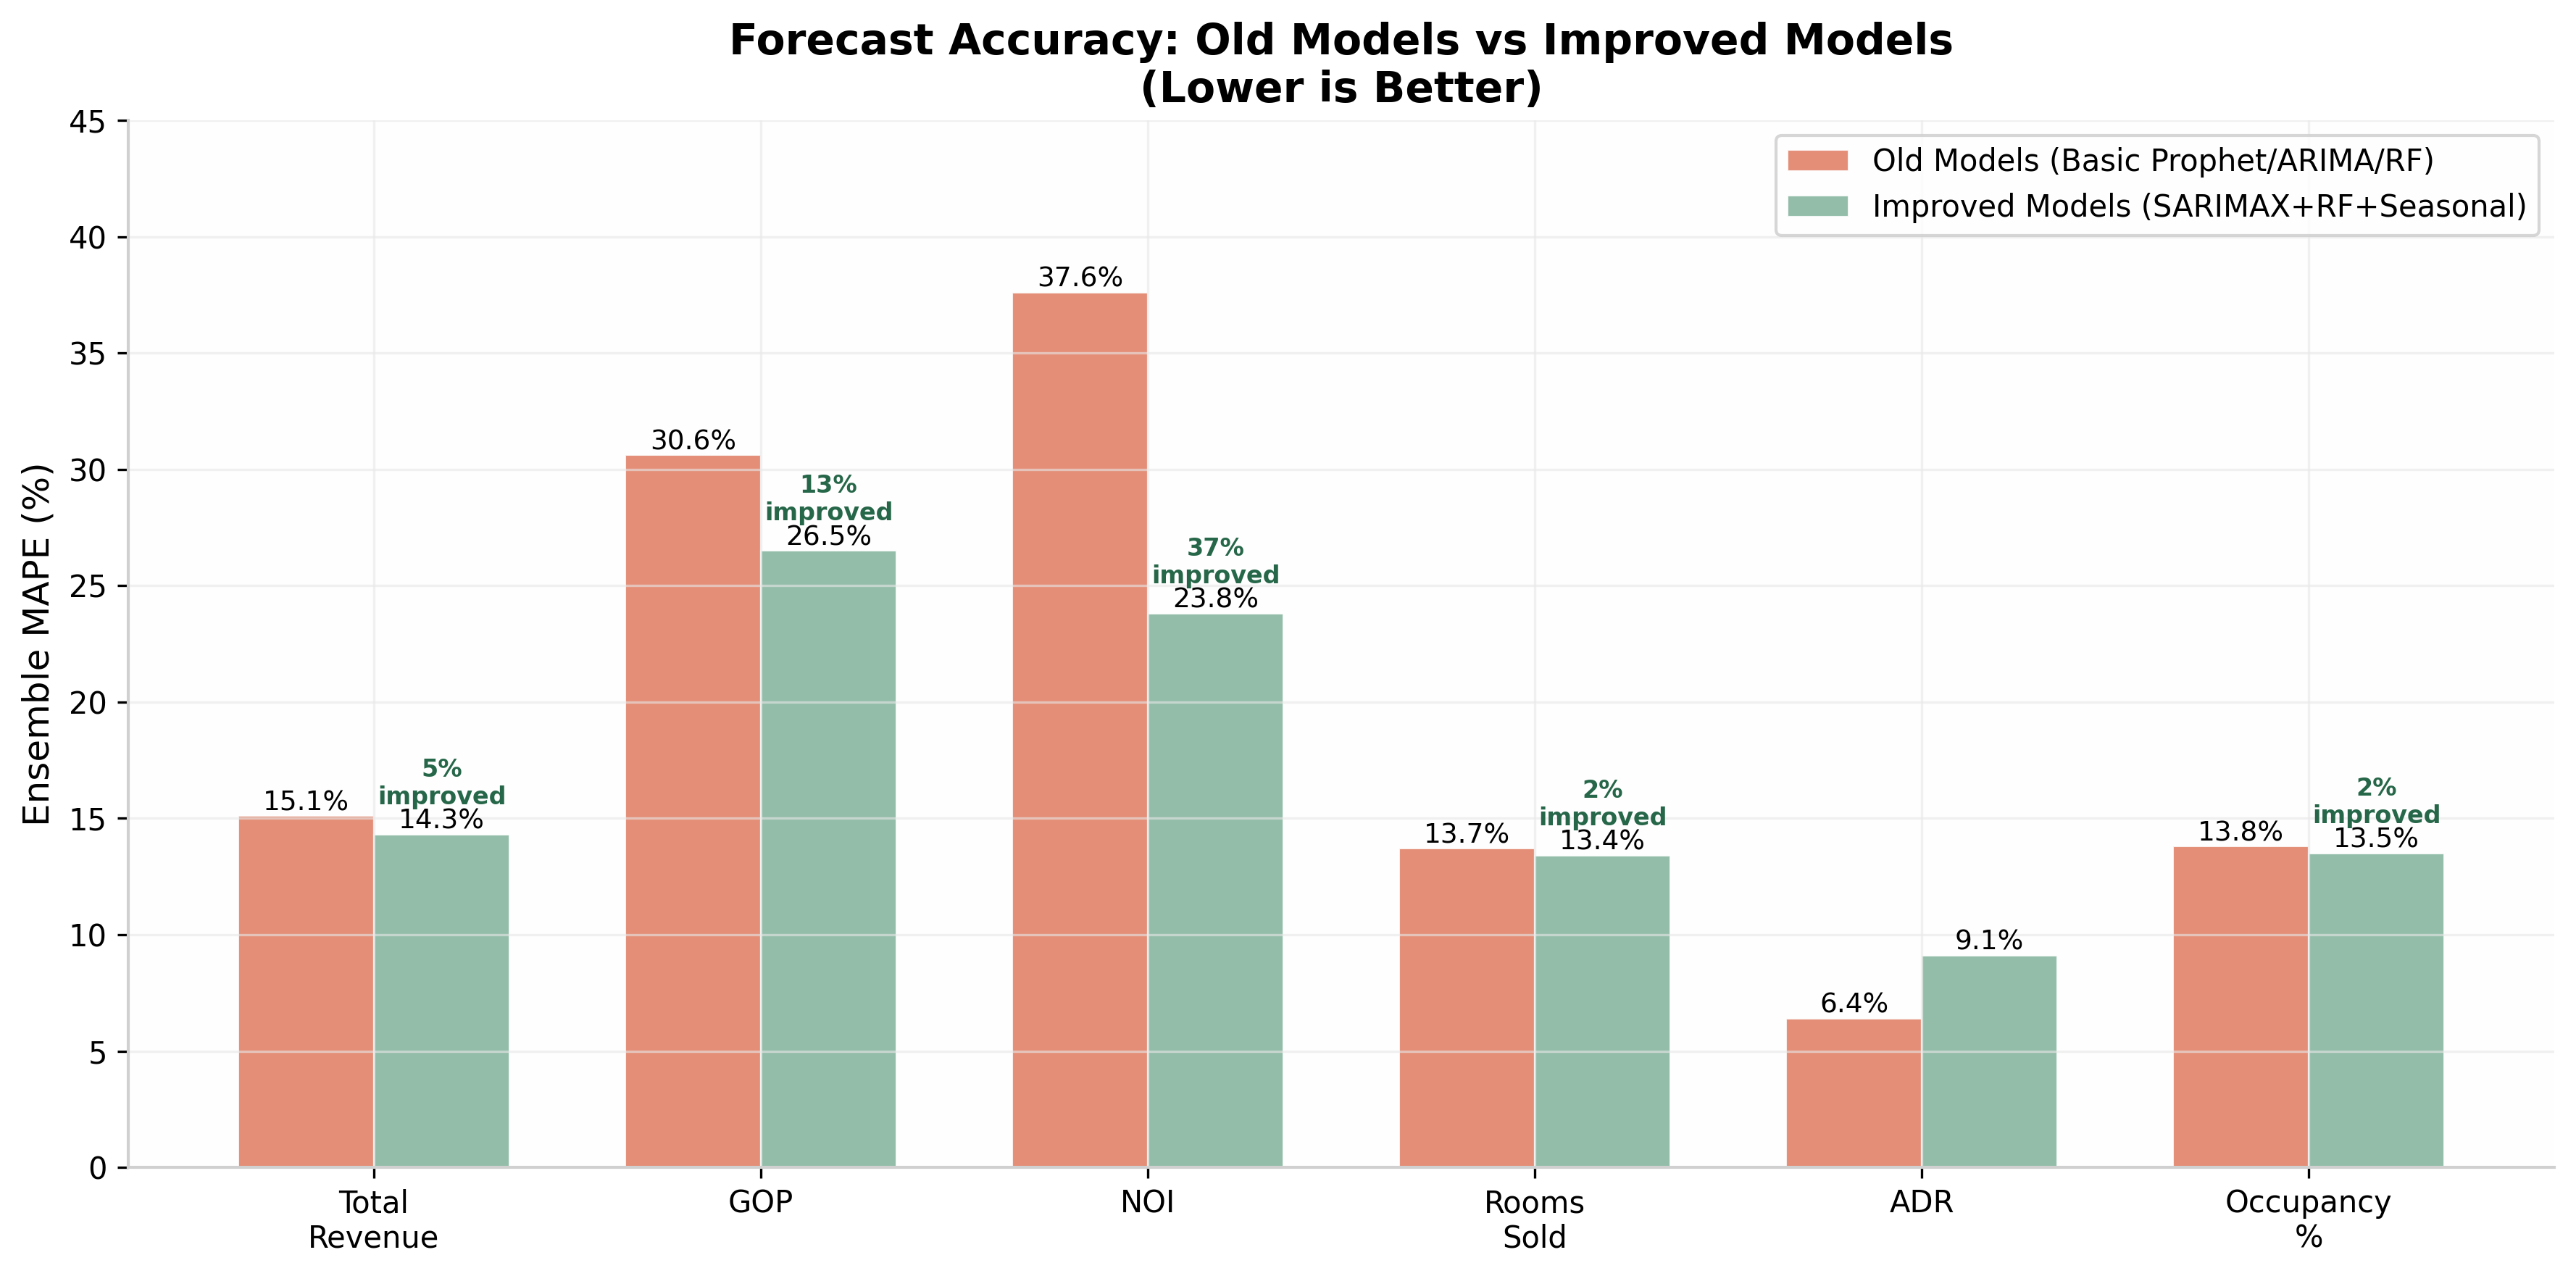 Forecast Accuracy: Old Models vs Improved Models
(Lower is Better)
Old Models (Basic Prophet/ARIMA/RF)
Improved Models (SARIMAX+RF+Seasonal)
Ensemble MAPE (%)
45
40
35
30
25
20
15
10
5
0
15.1%
5%
improved
14.3%
30.6%
13%
improved
26.5%
37.6%
37%
improved
23.8%
13.7%
2%
improved
13.4%
6.4%
9.1%
13.8%
2%
improved
13.5%
Total
Revenue
GOP
NOI
Rooms
Sold
ADR
Occupancy
%